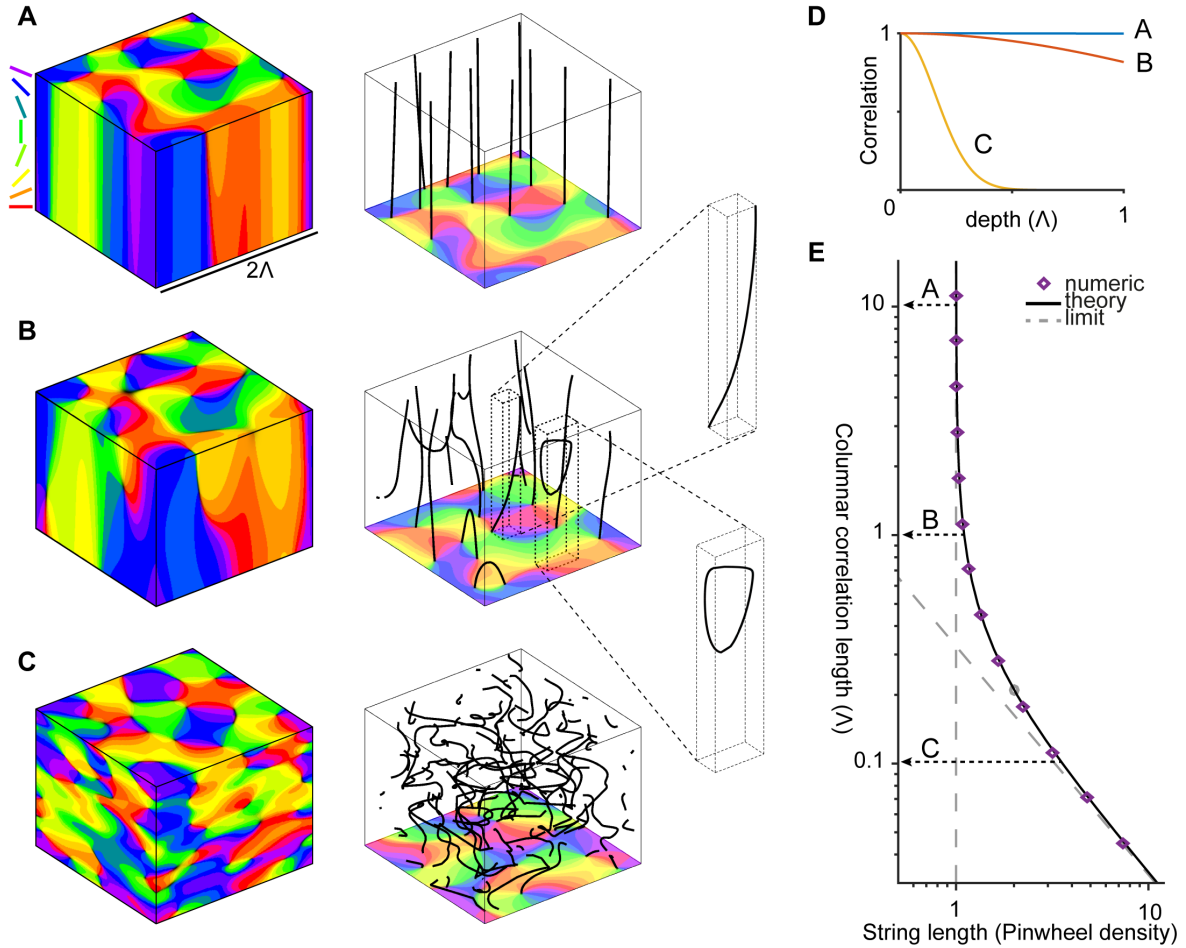 A
2Λ
B
C
D
Correlation
1
A
B
C
0
depth (Λ)
1
E
Columnar correlation length (Λ)
10
1
0.1
A
B
C
numeric
theory
limit
1
10
String length (Pinwheel density)